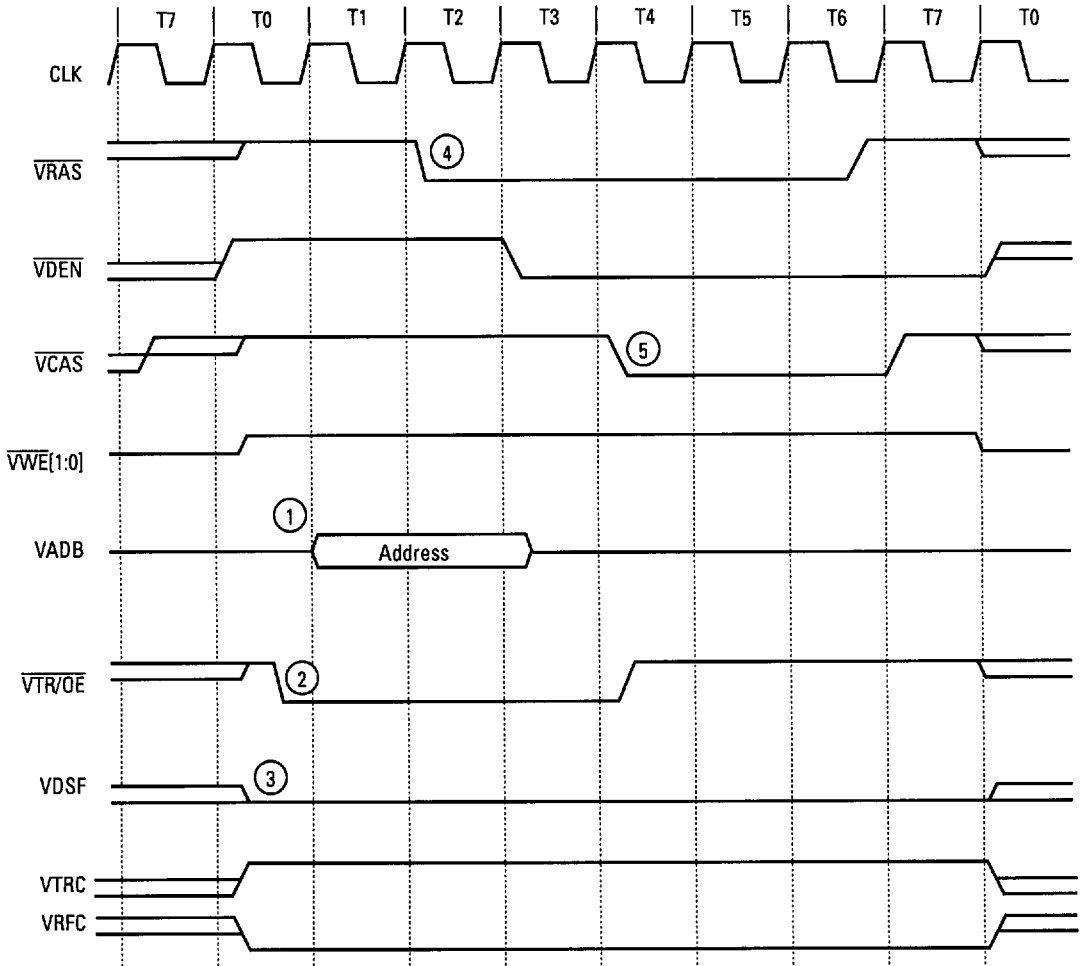 T7 T0 T1 T2 T3 T4 T5 T6 T7 T0
CLK
VRAS
4
VDEN
VCAS
5
VWE[1:0]
1
VADB
Address
VTR/OE
2
VDSF
3
VTRC
VRFC